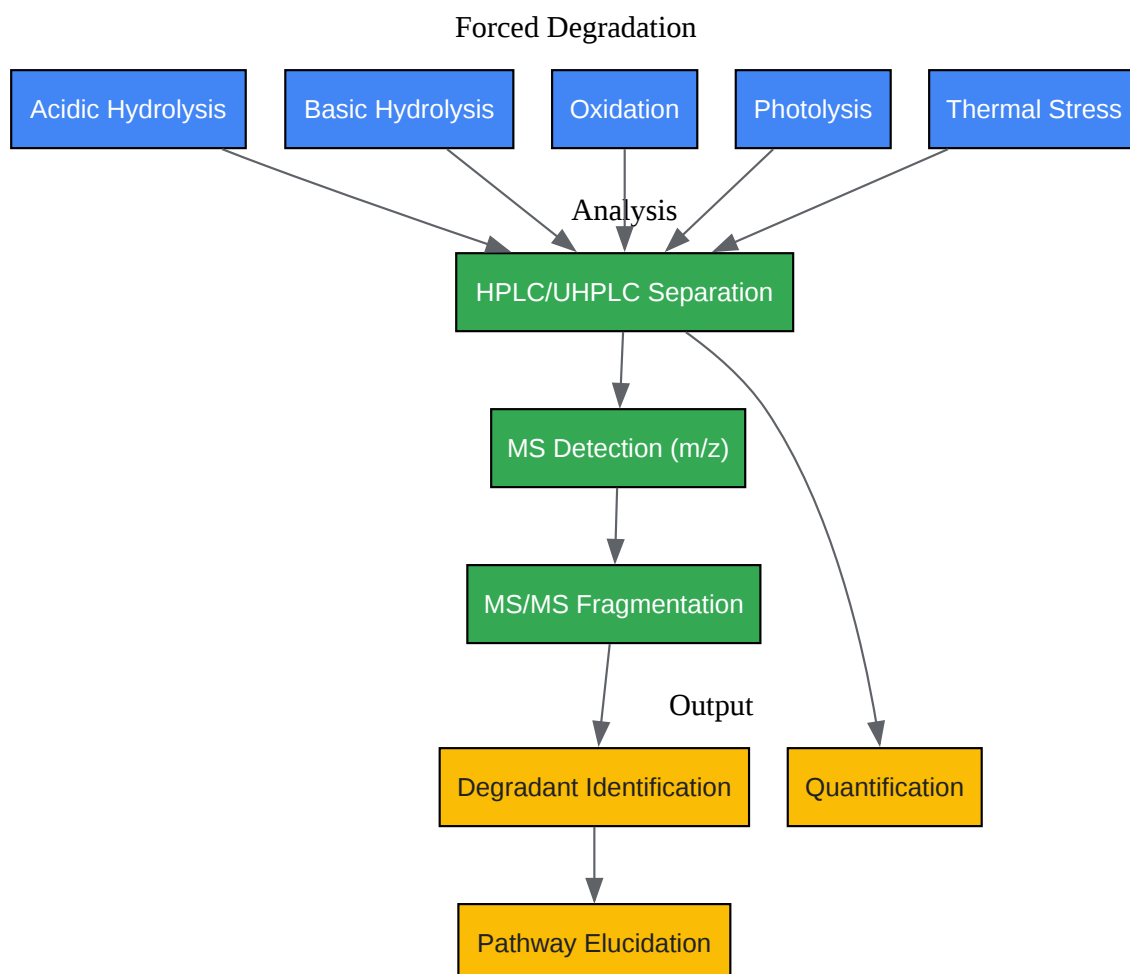 Forced Degradation
Acidic Hydrolysis
Basic Hydrolysis
Oxidation
Photolysis
Thermal Stress
Analysis
HPLC/UHPLC Separation
MS Detection (m/z)
MS/MS Fragmentation
Output
Degradant Identification
Quantification
Pathway Elucidation